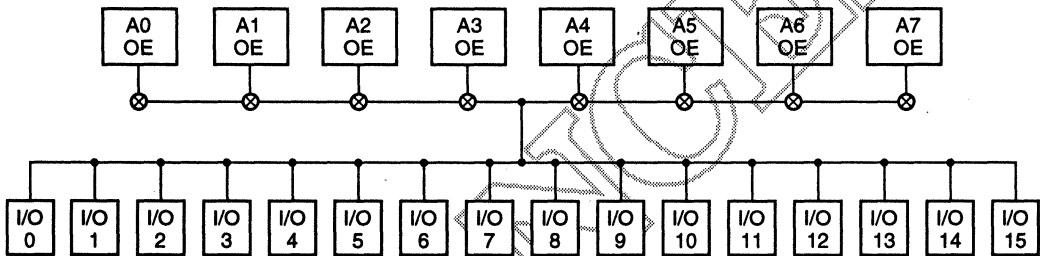 A0 A1 A2 A3 A4 A5 A6 A7
OE OE OE OE OE OE OE OE
I/O I/O I/O I/O I/O I/O I/O I/O I/O I/O I/O I/O I/O I/O I/O I/O
0 1 2 3 4 5 6 7 8 9 10 11 12 13 14 15